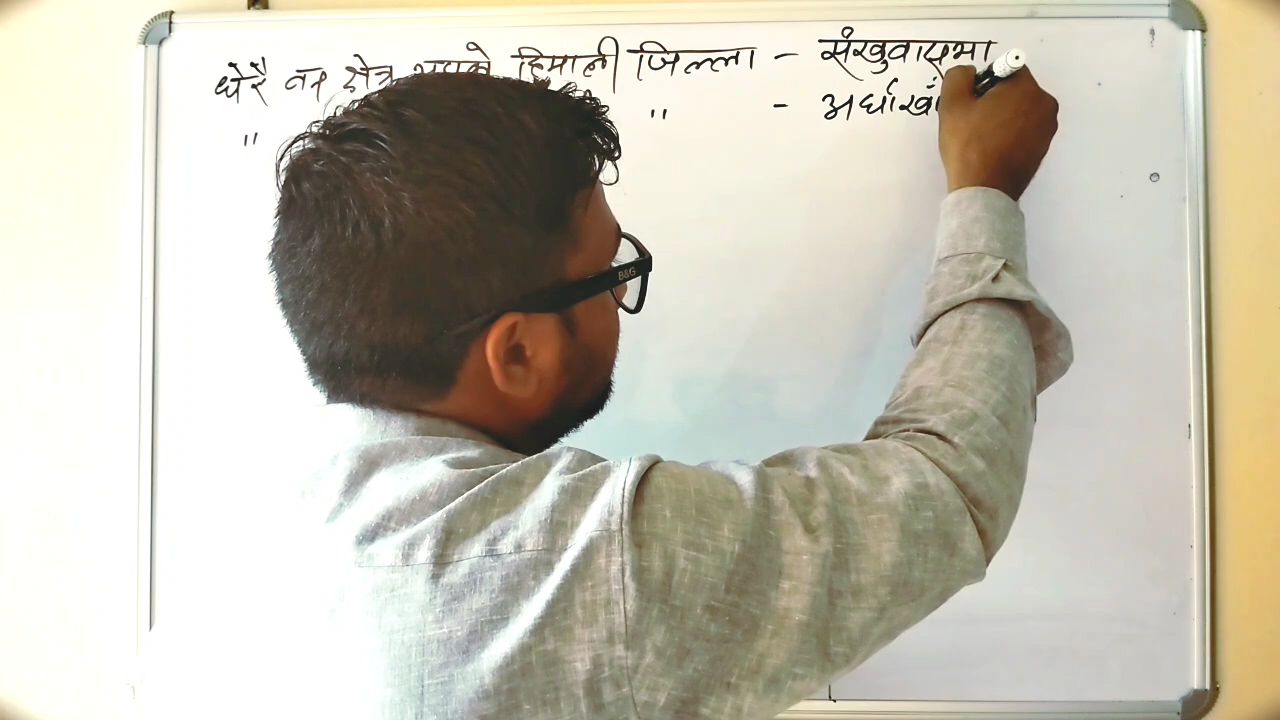 धेरै वन क्षेत्र भएको हिमाली जिल्ला - संखुवासभा
" " - अर्घाखाँ
B&G